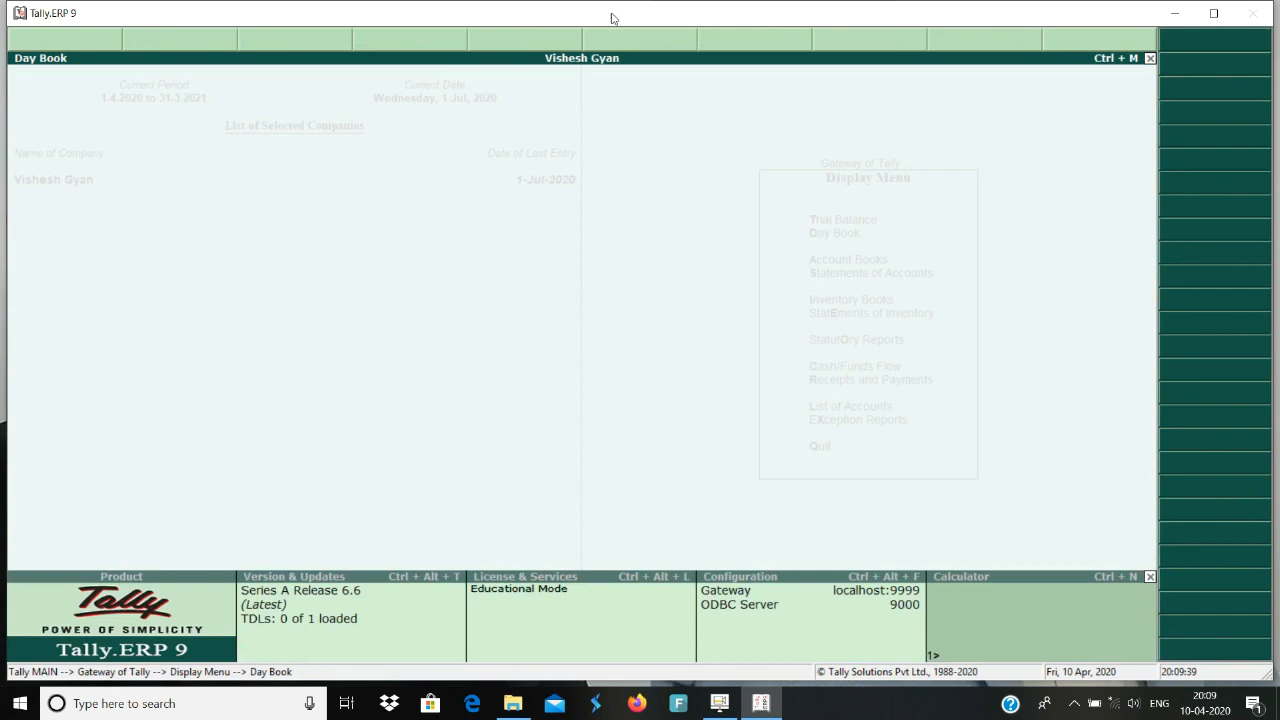 Tally.ERP 9
Day Book
Vishesh Gyan
Ctrl + M
Current Period
1-4-2020 to 31-3-2021
Current Date
Wednesday, 1 Jul, 2020
List of Selected Companies
Name of Company
Date of Last Entry
Vishesh Gyan
1-Jul-2020
Gateway of Tally ....
Display Menu
Trial Balance
Day Book
Account Books
Statements of Accounts
Inventory Books
StatEments of Inventory
StatutOry Reports
Cash/Funds Flow
Receipts and Payments
List of Accounts
EXception Reports
Quit
Product
Tally
POWER OF SIMPLICITY
Tally.ERP 9
Version & Updates
Ctrl + Alt + T
Series A Release 6.6
(Latest)
TDLs: 0 of 1 loaded
License & Services
Ctrl + Alt + L
Educational Mode
Configuration
Ctrl + Alt + F
Gateway
localhost:9999
ODBC Server
9000
Calculator
Ctrl + N
1>
Tally MAIN --> Gateway of Tally --> Display Menu --> Day Book
© Tally Solutions Pvt Ltd., 1988-2020
Fri, 10 Apr, 2020
20:09:39
Type here to search
ENG
20:09
10-04-2020